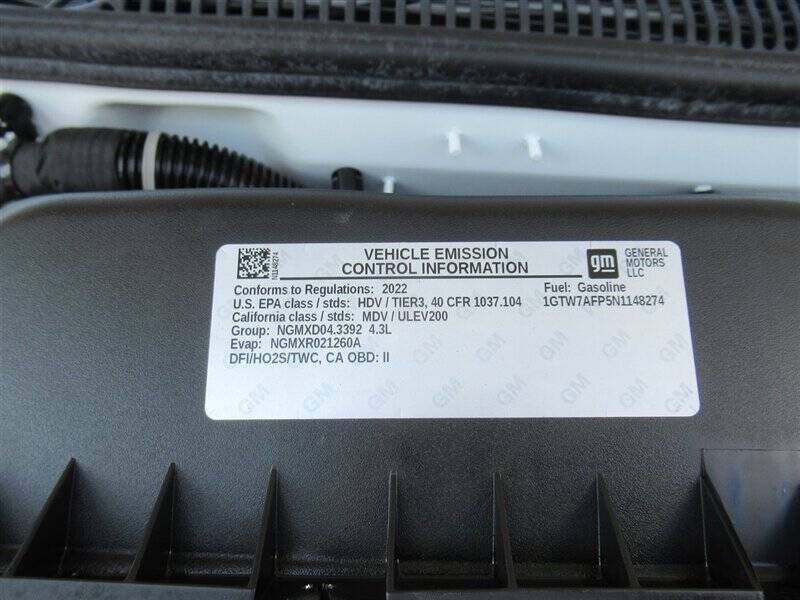 VEHICLE EMISSION
CONTROL INFORMATION
gm
GENERAL
MOTORS
LLC
N1148274
Conforms to Regulations: 2022
Fuel: Gasoline
U.S. EPA class / stds: HDV / TIER3, 40 CFR 1037.104
1GTW7AFP5N1148274
California class / stds: MDV / ULEV200
Group: NGMXD04.3392 4.3L
Evap: NGMXR021260A
DFI/HO2S/TWC, CA OBD: II